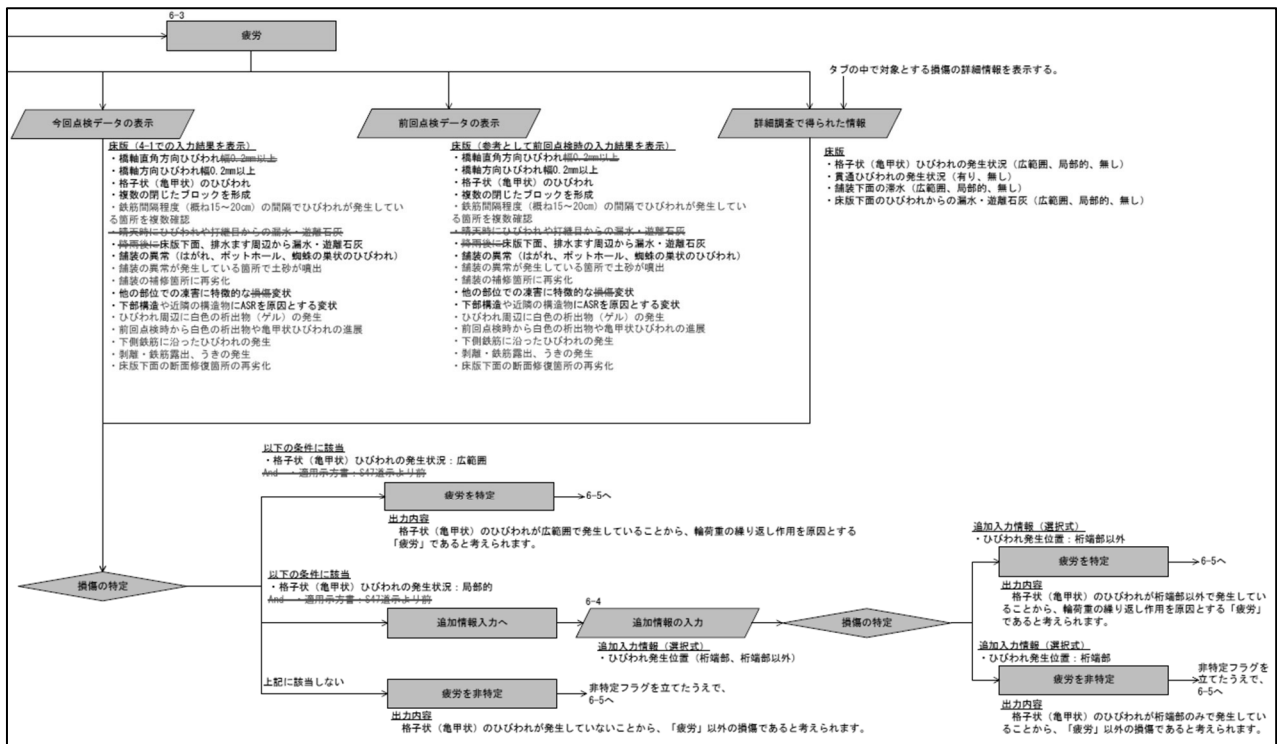 6-3
疲労
タブの中で対象とする損傷の詳細情報を表示する。
今回点検データの表示
床版（4-1での入力結果を表示）
・橋軸直角方向ひびわれ幅0.2mm以上
・橋軸方向ひびわれ幅0.2mm以上
・格子状（亀甲状）のひびわれ
・複数の閉じたブロックを形成
・鉄筋間隔程度（概ね15～20cm）の間隔でひびわれが発生してい
る箇所を複数確認
・晴天時にひびわれや打継目からの漏水・遊離石灰
・降雨後に床版下面、排水ます周辺から漏水・遊離石灰
・舗装の異常（はがれ、ポットホール、蜘蛛の巣状のひびわれ）
・舗装の異常が発生している箇所で土砂が噴出
・舗装の補修箇所に再劣化
・他の部位での凍害に特徴的な損傷変状
・下部構造や近隣の構造物にASRを原因とする変状
・ひびわれ周辺に白色の析出物（ゲル）の発生
・前回点検時から白色の析出物や亀甲状ひびわれの進展
・下側鉄筋に沿ったひびわれの発生
・剥離・鉄筋露出、うきの発生
・床版下面の断面修復箇所の再劣化
前回点検データの表示
床版（参考として前回点検時の入力結果を表示）
・橋軸直角方向ひびわれ幅0.2mm以上
・橋軸方向ひびわれ幅0.2mm以上
・格子状（亀甲状）のひびわれ
・複数の閉じたブロックを形成
・鉄筋間隔程度（概ね15～20cm）の間隔でひびわれが発生してい
る箇所を複数確認
・晴天時にひびわれや打継目からの漏水・遊離石灰
・降雨後に床版下面、排水ます周辺から漏水・遊離石灰
・舗装の異常（はがれ、ポットホール、蜘蛛の巣状のひびわれ）
・舗装の異常が発生している箇所で土砂が噴出
・舗装の補修箇所に再劣化
・他の部位での凍害に特徴的な損傷変状
・下部構造や近隣の構造物にASRを原因とする変状
・ひびわれ周辺に白色の析出物（ゲル）の発生
・前回点検時から白色の析出物や亀甲状ひびわれの進展
・下側鉄筋に沿ったひびわれの発生
・剥離・鉄筋露出、うきの発生
・床版下面の断面修復箇所の再劣化
詳細調査で得られた情報
床版
・格子状（亀甲状）ひびわれの発生状況（広範囲、局部的、無し）
・貫通ひびわれの発生状況（有り、無し）
・舗装下面の滞水（広範囲、局部的、無し）
・床版下面のひびわれからの漏水・遊離石灰（広範囲、局部的、無し）
損傷の特定
以下の条件に該当
・格子状（亀甲状）ひびわれの発生状況：広範囲
And ・適用示方書：S47道示より前
疲労を特定
6-5へ
出力内容
格子状（亀甲状）のひびわれが広範囲で発生していることから、輪荷重の繰り返し作用を原因とする
「疲労」であると考えられます。
以下の条件に該当
・格子状（亀甲状）ひびわれの発生状況：局部的
And ・適用示方書：S47道示より前
追加情報入力へ
6-4
追加情報の入力
追加入力情報（選択式）
・ひびわれ発生位置（桁端部、桁端部以外）
損傷の特定
追加入力情報（選択式）
・ひびわれ発生位置：桁端部以外
疲労を特定
6-5へ
出力内容
格子状（亀甲状）のひびわれが桁端部以外で発生してい
ることから、輪荷重の繰り返し作用を原因とする「疲労」
であると考えられます。
追加入力情報（選択式）
・ひびわれ発生位置：桁端部
疲労を非特定
非特定フラグを
立てたうえで、
6-5へ
出力内容
格子状（亀甲状）のひびわれが桁端部のみで発生してい
ることから、「疲労」以外の損傷であると考えられます。
上記に該当しない
疲労を非特定
非特定フラグを立てたうえで、
6-5へ
出力内容
格子状（亀甲状）のひびわれが発生していないことから、「疲労」以外の損傷であると考えられます。